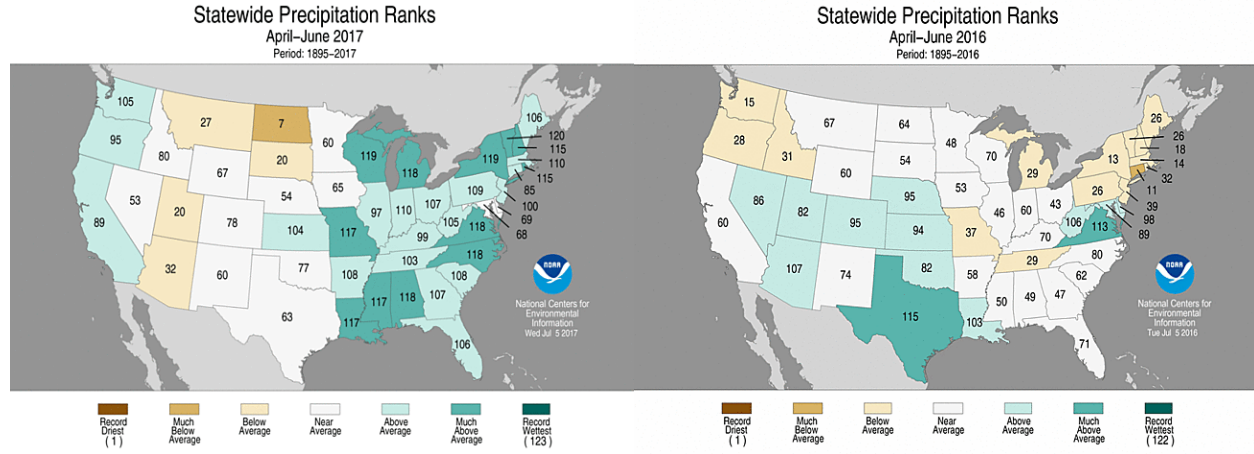 Statewide Precipitation Ranks
April–June 2017
Period: 1895–2017
105
27
7
60
106
95
80
67
20
119
118
119
120
115
110
115
85
100
69
68
53
20
78
54
65
97
110
107
109
105
118
89
104
117
99
118
32
60
77
108
103
108
63
117
117
118
107
106
NOAA
National Centers for
Environmental
Information
Wed Jul 5 2017
Record
Driest
(1)
Much
Below
Average
Below
Average
Near
Average
Above
Average
Much
Above
Average
Record
Wettest
(123)
Statewide Precipitation Ranks
April–June 2016
Period: 1895–2016
15
67
64
48
26
28
31
60
54
70
29
13
26
18
14
32
11
39
98
89
60
86
82
95
95
53
46
60
43
26
106
113
94
37
70
80
107
74
82
58
29
62
115
103
50
49
47
71
NOAA
National Centers for
Environmental
Information
Tue Jul 5 2016
Record
Driest
(1)
Much
Below
Average
Below
Average
Near
Average
Above
Average
Much
Above
Average
Record
Wettest
(122)